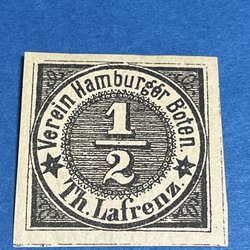 Verein Hamburger Boten.
1/2
Th. Lafrenz.